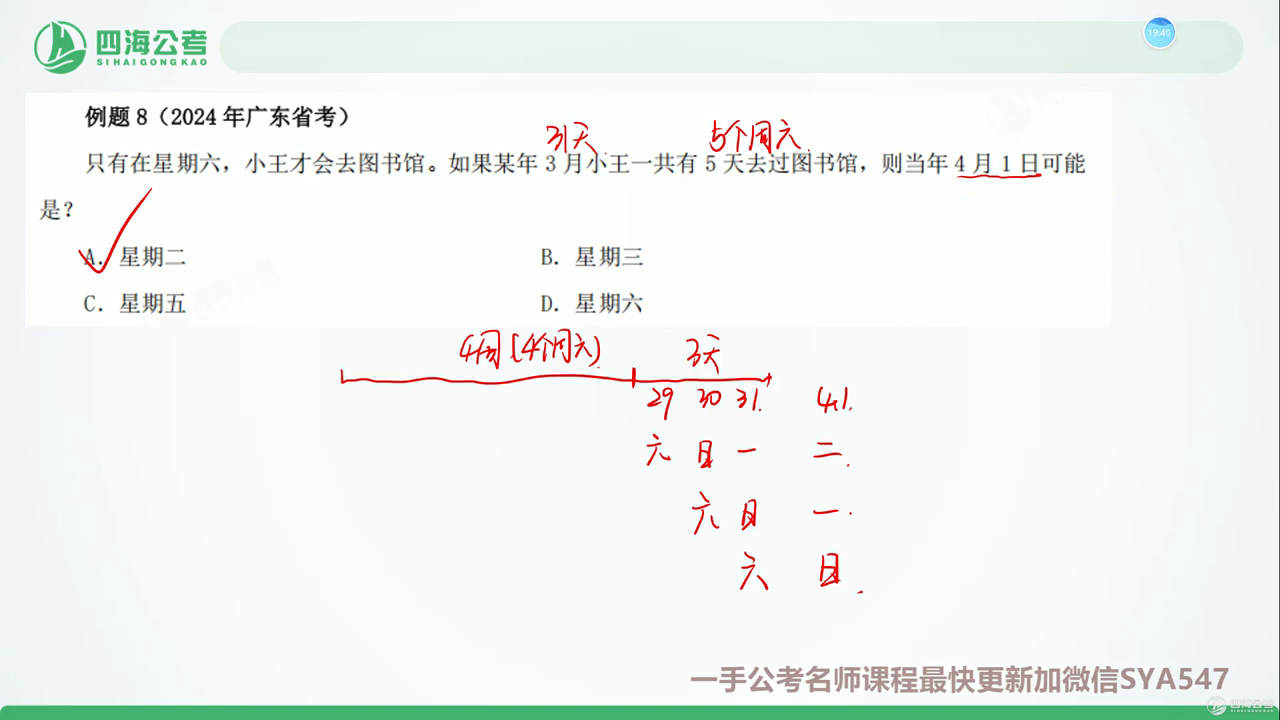 四海公考
SIHAIGONGKAO
19:40
例题 8（2024 年广东省考）
31天
5个周六
只有在星期六，小王才会去图书馆。如果某年 3 月小王一共有 5 天去过图书馆，则当年 4 月 1 日可能
是？
A. 星期二
B. 星期三
C. 星期五
D. 星期六
4周(4个周六)
3天
29 30 31. 4.1.
六 日 一 二.
六 日 一.
六 日.
一手公考名师课程最快更新加微信SYA547
四海公考